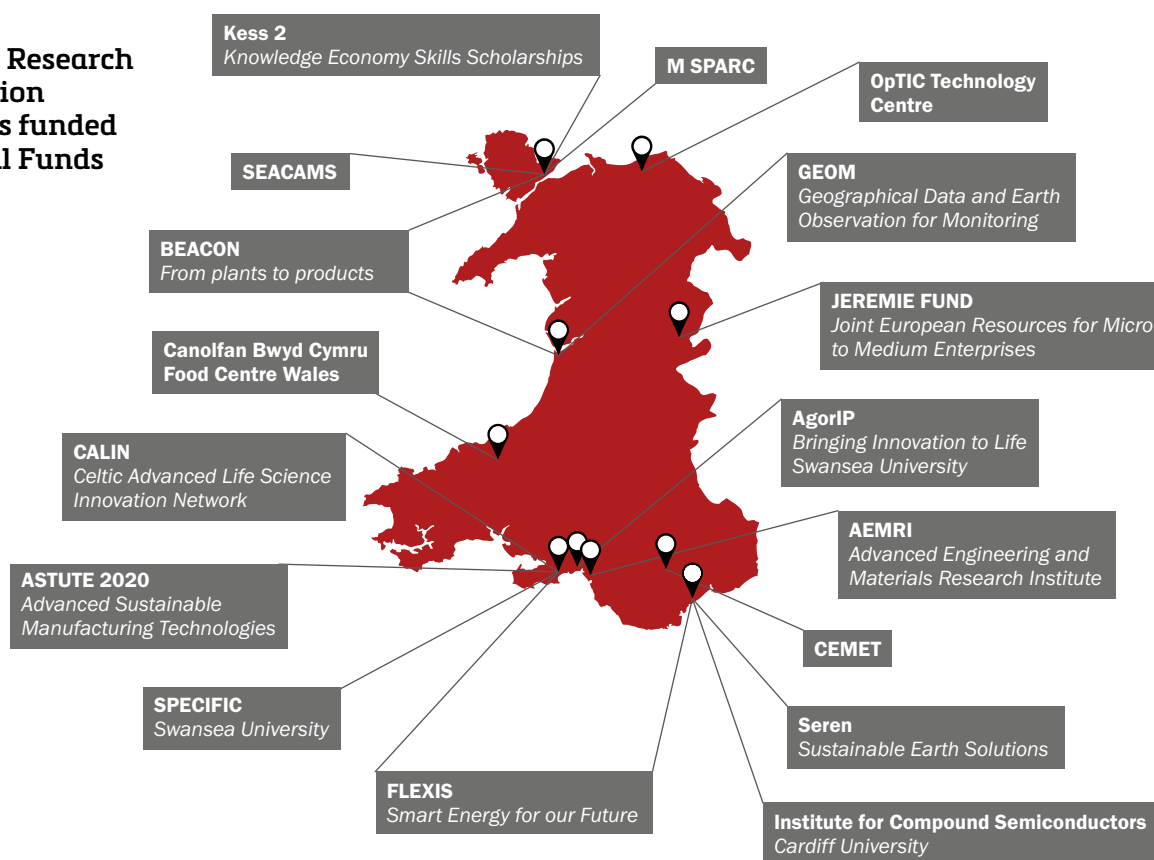 Research
ion
s funded
l Funds
Kess 2
Knowledge Economy Skills Scholarships
M SPARC
OpTIC Technology
Centre
SEACAMS
GEOM
Geographical Data and Earth
Observation for Monitoring
BEACON
From plants to products
JEREMIE FUND
Joint European Resources for Micro
to Medium Enterprises
Canolfan Bwyd Cymru
Food Centre Wales
AgorIP
Bringing Innovation to Life
Swansea University
CALIN
Celtic Advanced Life Science
Innovation Network
AEMRI
Advanced Engineering and
Materials Research Institute
ASTUTE 2020
Advanced Sustainable
Manufacturing Technologies
CEMET
SPECIFIC
Swansea University
Seren
Sustainable Earth Solutions
FLEXIS
Smart Energy for our Future
Institute for Compound Semiconductors
Cardiff University